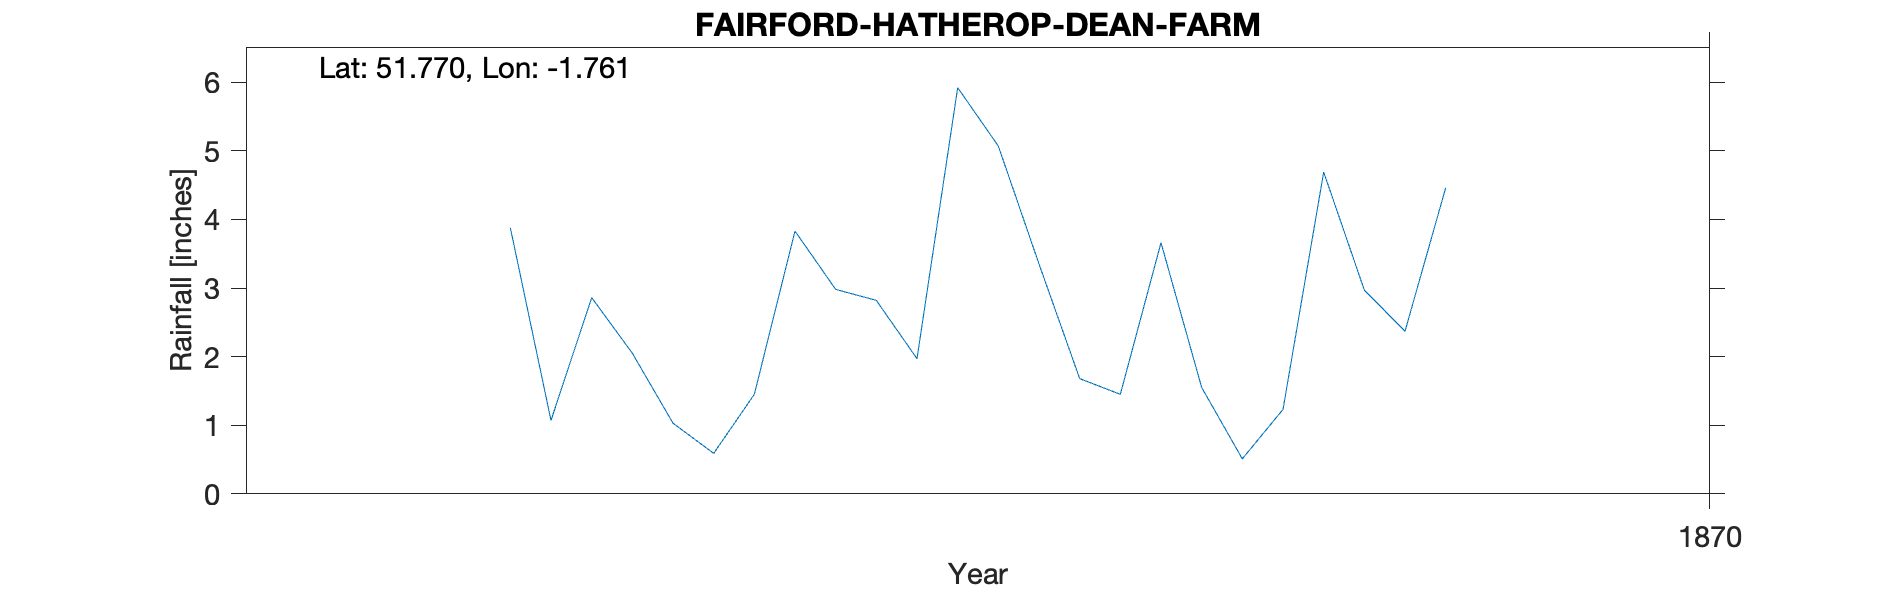 FAIRFORD-HATHEROP-DEAN-FARM
Lat: 51.770, Lon: -1.761
6
5
4
3
2
1
0
Rainfall [inches]
1870
Year